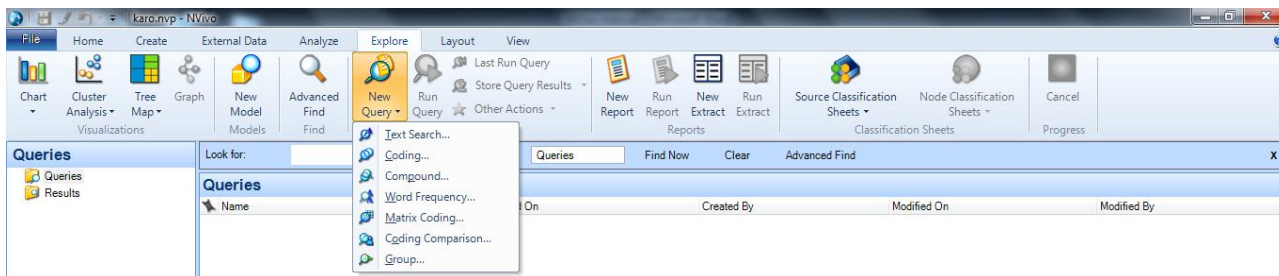 karo.nvp - NVivo
File Home Create External Data Analyze Explore Layout View
Chart Cluster Analysis Tree Map Graph New Model Advanced Find New Query Run Query Last Run Query Store Query Results Other Actions New Report Run Report New Extract Run Extract Source Classification Sheets Node Classification Sheets Cancel
Visualizations Models Find Reports Classification Sheets Progress
Text Search...
Coding...
Compound...
Word Frequency...
Matrix Coding...
Coding Comparison...
Group...
Queries Look for: Queries Find Now Clear Advanced Find x
Queries
Results
Queries
Name On Created By Modified On Modified By